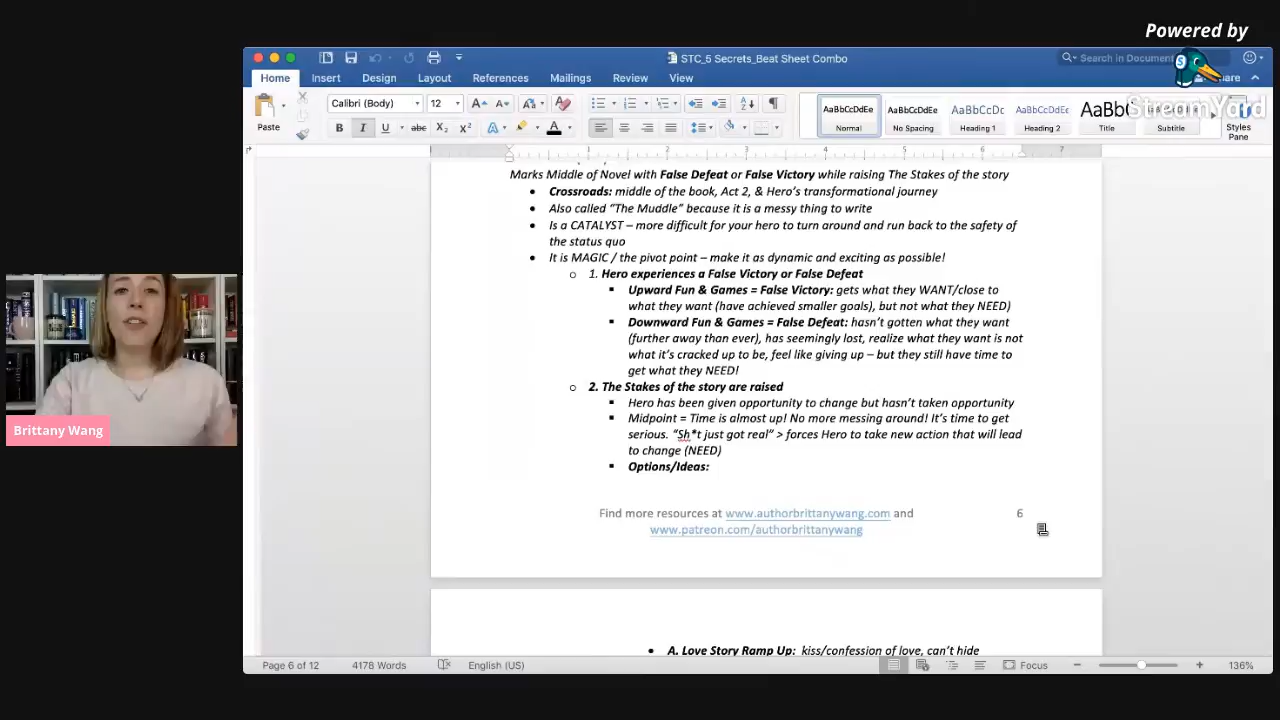 Powered by
StreamYard
STC_5 Secrets_Beat Sheet Combo
Search in Document
Home
Insert
Design
Layout
References
Mailings
Review
View
Share
Paste
Calibri (Body)
12
AaBbCcDdEe
Normal
AaBbCcDdEe
No Spacing
AaBbCcDc
Heading 1
AaBbCcDdEe
Heading 2
AaBbC
Title
AaBbCcDdEe
Subtitle
Styles
Pane
1
2
3
4
5
6
7
Marks Middle of Novel with False Defeat or False Victory while raising The Stakes of the story
• Crossroads: middle of the book, Act 2, & Hero's transformational journey
• Also called “The Muddle” because it is a messy thing to write
• Is a CATALYST – more difficult for your hero to turn around and run back to the safety of
the status quo
• It is MAGIC / the pivot point – make it as dynamic and exciting as possible!
o 1. Hero experiences a False Victory or False Defeat
▪ Upward Fun & Games = False Victory: gets what they WANT/close to
what they want (have achieved smaller goals), but not what they NEED)
▪ Downward Fun & Games = False Defeat: hasn't gotten what they want
(further away than ever), has seemingly lost, realize what they want is not
what it's cracked up to be, feel like giving up – but they still have time to
get what they NEED!
o 2. The Stakes of the story are raised
▪ Hero has been given opportunity to change but hasn't taken opportunity
▪ Midpoint = Time is almost up! No more messing around! It's time to get
serious. “Sh*t just got real” > forces Hero to take new action that will lead
to change (NEED)
▪ Options/Ideas:
Find more resources at www.authorbrittanywang.com and
www.patreon.com/authorbrittanywang
6
• A. Love Story Ramp Up: kiss/confession of love, can't hide
Brittany Wang
Page 6 of 12
4178 Words
English (US)
Focus
136%